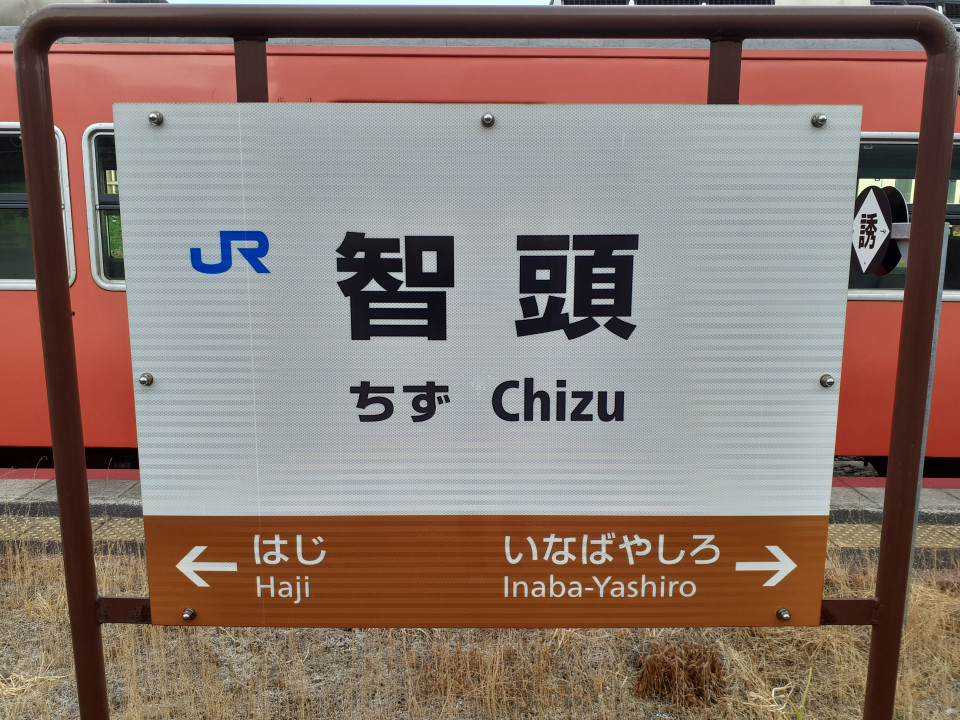 JR 智頭
誘
ちず Chizu
はじ
Haji
いなばやしろ
Inaba-Yashiro